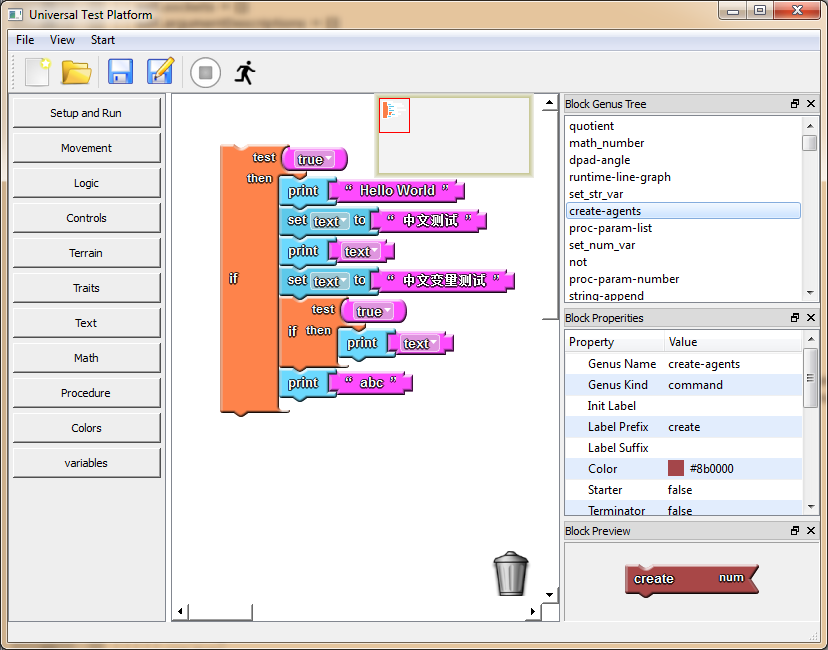 Universal Test Platform
File View Start
Setup and Run
Movement
Logic
Controls
Terrain
Traits
Text
Math
Procedure
Colors
variables
if
test true
then
print “ Hello World ”
set text to “ 中文测试 ”
print text
set text to “ 中文变量测试 ”
if
test true
then
print text
print “ abc ”
Block Genus Tree
quotient
math_number
dpad-angle
runtime-line-graph
set_str_var
create-agents
proc-param-list
set_num_var
not
proc-param-number
string-append
Block Properties
Property Value
Genus Name create-agents
Genus Kind command
Init Label
Label Prefix create
Label Suffix
Color #8b0000
Starter false
Terminator false
Block Preview
create num